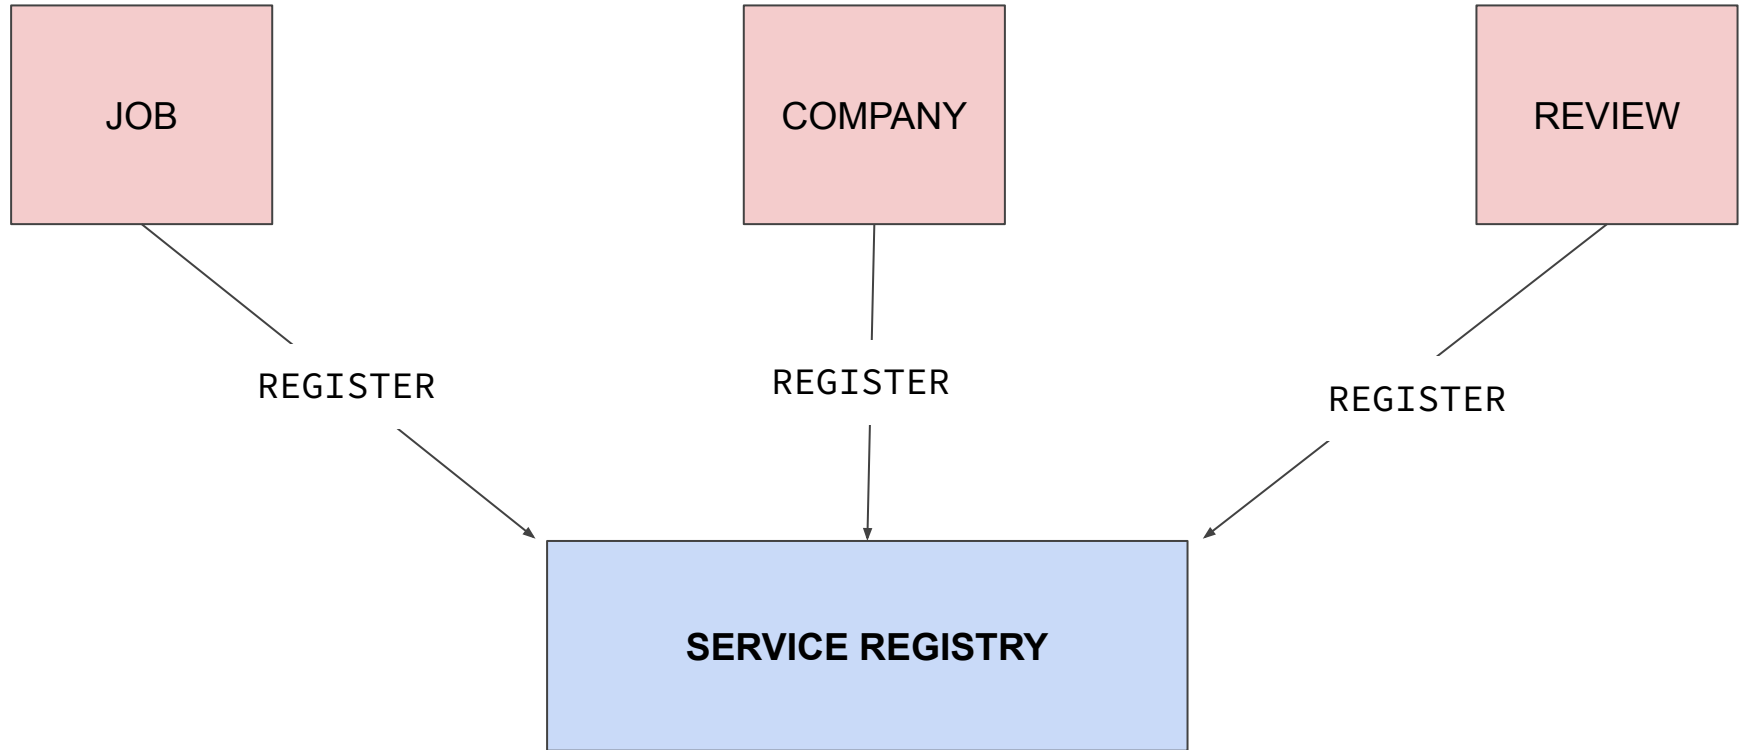 JOB
COMPANY
REVIEW
REGISTER
REGISTER
REGISTER
SERVICE REGISTRY